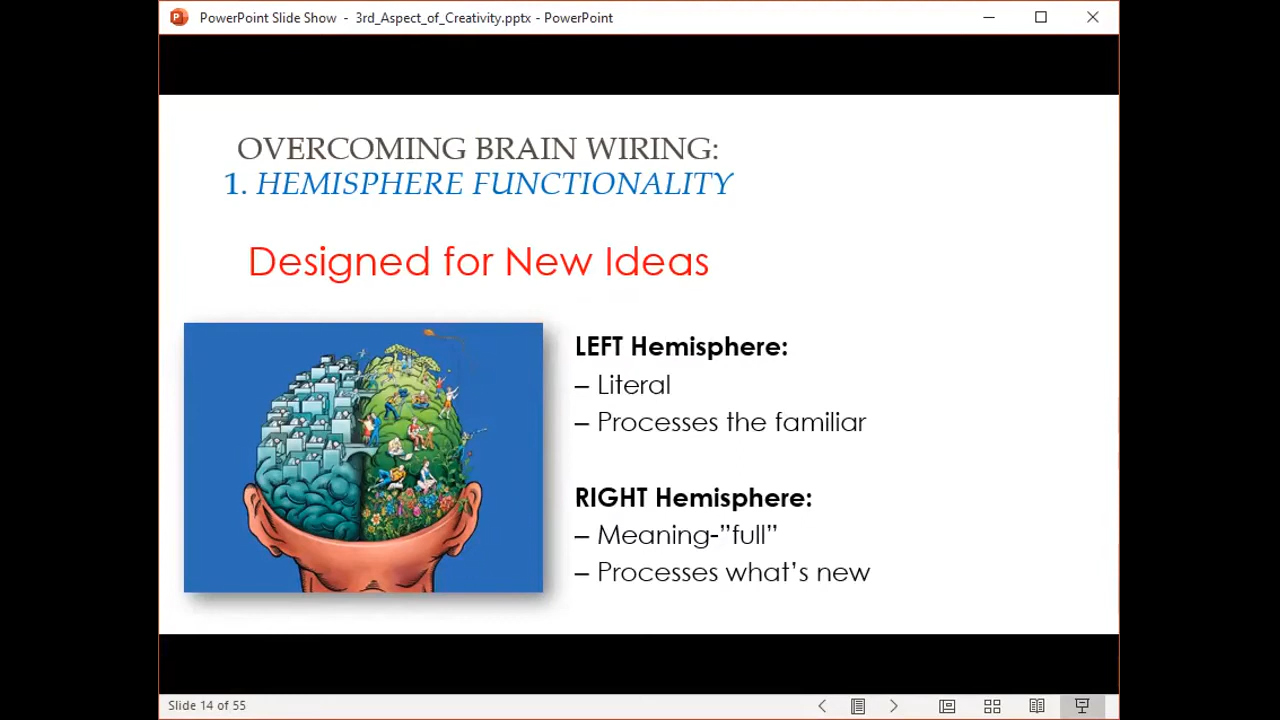 PowerPoint Slide Show - 3rd_Aspect_of_Creativity.pptx - PowerPoint
OVERCOMING BRAIN WIRING:
1. HEMISPHERE FUNCTIONALITY
Designed for New Ideas
LEFT Hemisphere:
– Literal
– Processes the familiar
RIGHT Hemisphere:
– Meaning-”full”
– Processes what’s new
Slide 14 of 55